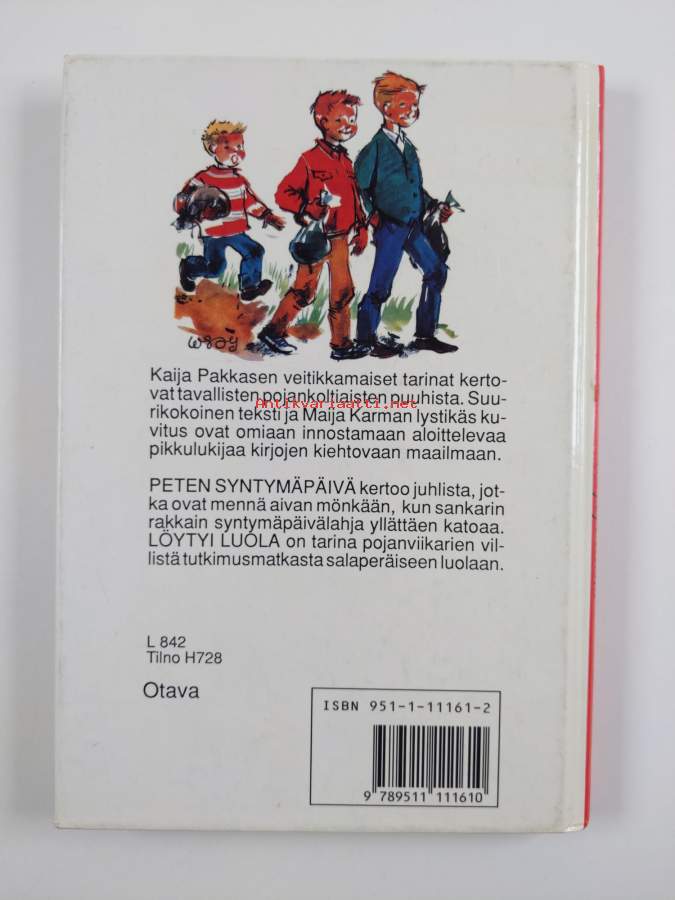 Kaija Pakkasen veitikkamaiset tarinat kerto-
vat tavallisten pojankoltiaisten puuhista. Suu-
Antikvariaatti.net
rikokoinen teksti ja Maija Karman lystikäs ku-
vitus ovat omiaan innostamaan aloittelevaa
pikkulukijaa kirjojen kiehtovaan maailmaan.
PETEN SYNTYMÄPÄIVÄ kertoo juhlista, jot-
ka ovat mennä aivan mönkään, kun sankarin
rakkain syntymäpäivälahja yllättäen katoaa.
LÖYTYI LUOLA on tarina pojanviikarien vil-
listä tutkimusmatkasta salaperäiseen luolaan.
L 842
Tilno H728
Otava
ISBN 951-1-11161-2
9 789511 111610